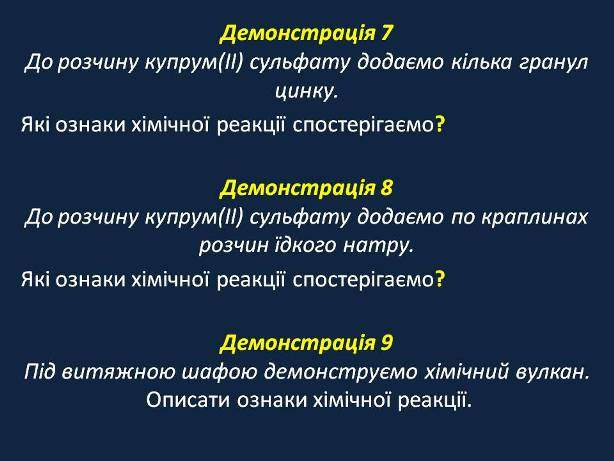 Демонстрація 7
До розчину купрум(ІІ) сульфату додаємо кілька гранул
цинку.
Які ознаки хімічної реакції спостерігаємо?
Демонстрація 8
До розчину купрум(ІІ) сульфату додаємо по краплинах
розчин їдкого натру.
Які ознаки хімічної реакції спостерігаємо?
Демонстрація 9
Під витяжною шафою демонструємо хімічний вулкан.
Описати ознаки хімічної реакції.